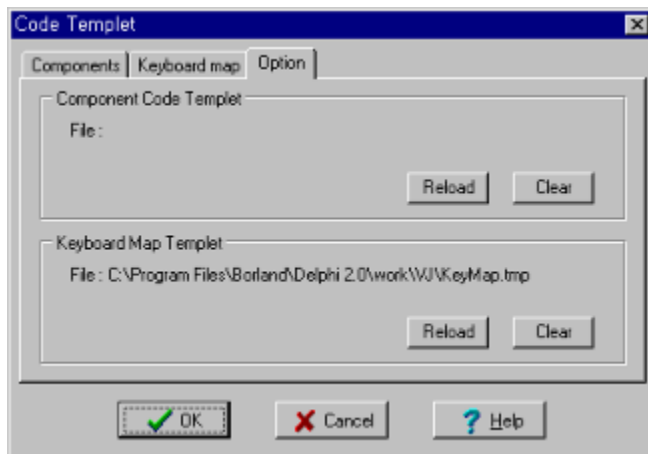 Code Templet
Components Keyboard map Option
Component Code Templet
File :
Reload Clear
Keyboard Map Templet
File : C:\Program Files\Borland\Delphi 2.0\work\VJ\KeyMap.tmp
Reload Clear
OK Cancel Help